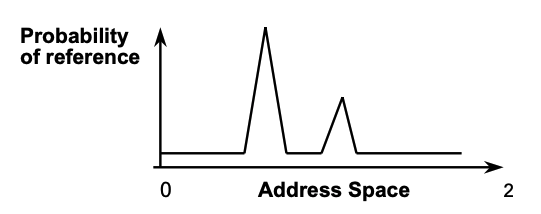 Probability
of reference
0 Address Space 2